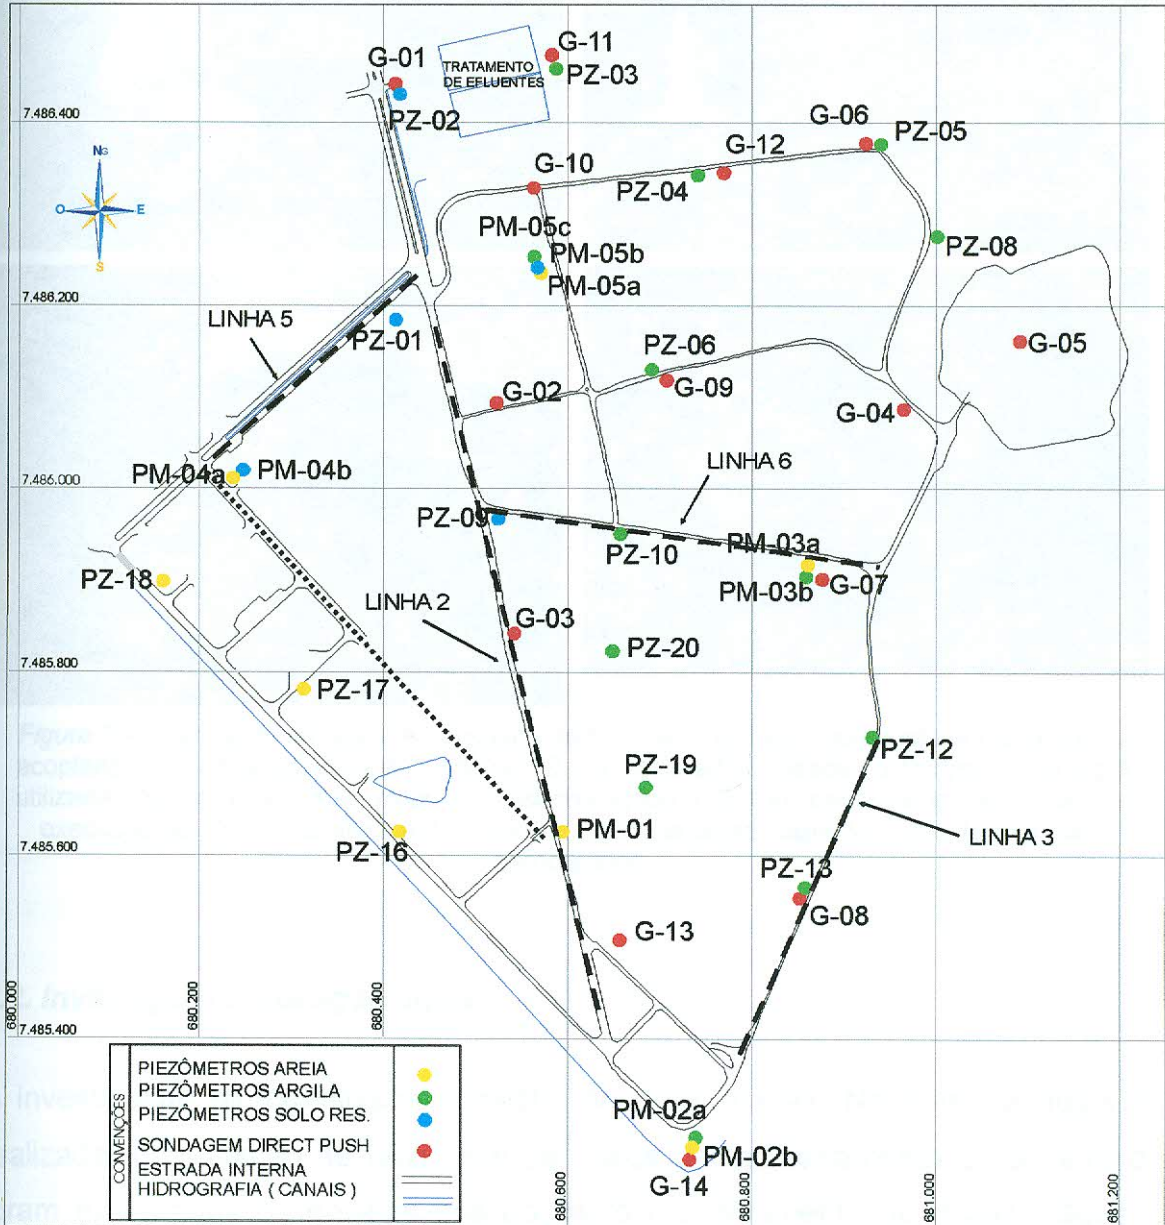 G-01
G-11
TRATAMENTO
DE EFLUENTES
PZ-03
PZ-02
7.486.400
G-06
PZ-05
G-12
G-10
PZ-04
NG
O
E
S
PM-05c
PM-05b
PM-05a
PZ-08
7.486.200
LINHA 5
PZ-01
G-05
PZ-06
G-09
G-02
G-04
LINHA 6
PM-04a
PM-04b
7.486.000
PZ-09
PZ-10
PM-03a
PM-03b
G-07
PZ-18
LINHA 2
G-03
PZ-20
7.485.800
PZ-17
PZ-12
PZ-19
PM-01
LINHA 3
PZ-16
7.485.600
PZ-13
G-08
G-13
680.000
680.200
680.400
7.485.400
CONVENÇÕES
PIEZÔMETROS AREIA
PIEZÔMETROS ARGILA
PIEZÔMETROS SOLO RES.
SONDAGEM DIRECT PUSH
ESTRADA INTERNA
HIDROGRAFIA ( CANAIS )
PM-02a
PM-02b
G-14
680.600
680.800
681.000
681.200